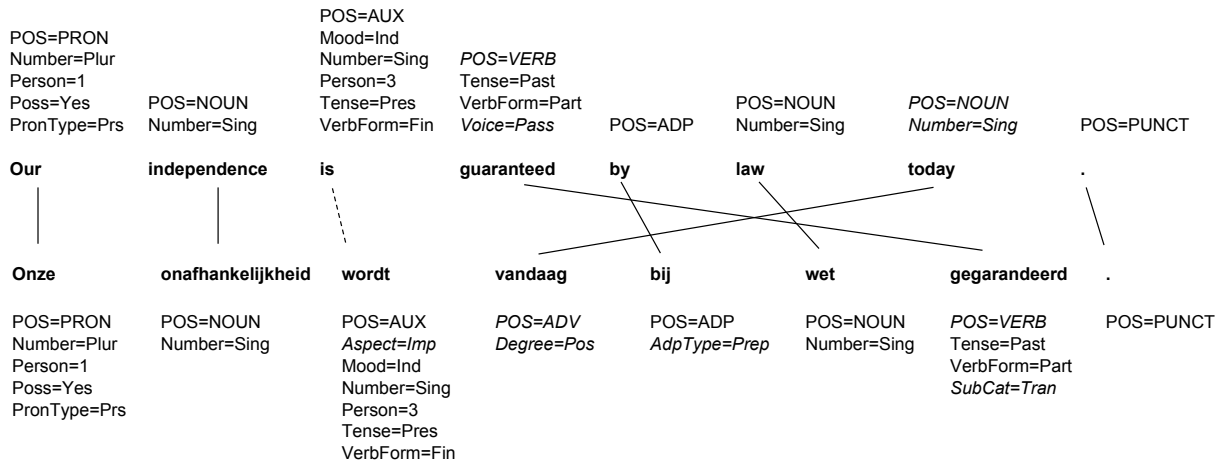 POS=AUX
POS=PRON Mood=Ind
Number=Plur Number=Sing POS=VERB
Person=1 Person=3 Tense=Past
Poss=Yes POS=NOUN Tense=Pres VerbForm=Part POS=NOUN POS=NOUN
PronType=Prs Number=Sing VerbForm=Fin Voice=Pass POS=ADP Number=Sing Number=Sing POS=PUNCT
Our independence is guaranteed by law today .
Onze onafhankelijkheid wordt vandaag bij wet gegarandeerd .
POS=PRON POS=NOUN POS=AUX POS=ADV POS=ADP POS=NOUN POS=VERB POS=PUNCT
Number=Plur Number=Sing Aspect=Imp Degree=Pos AdpType=Prep Number=Sing Tense=Past
Person=1 Mood=Ind VerbForm=Part
Poss=Yes Number=Sing SubCat=Tran
PronType=Prs Person=3
Tense=Pres
VerbForm=Fin